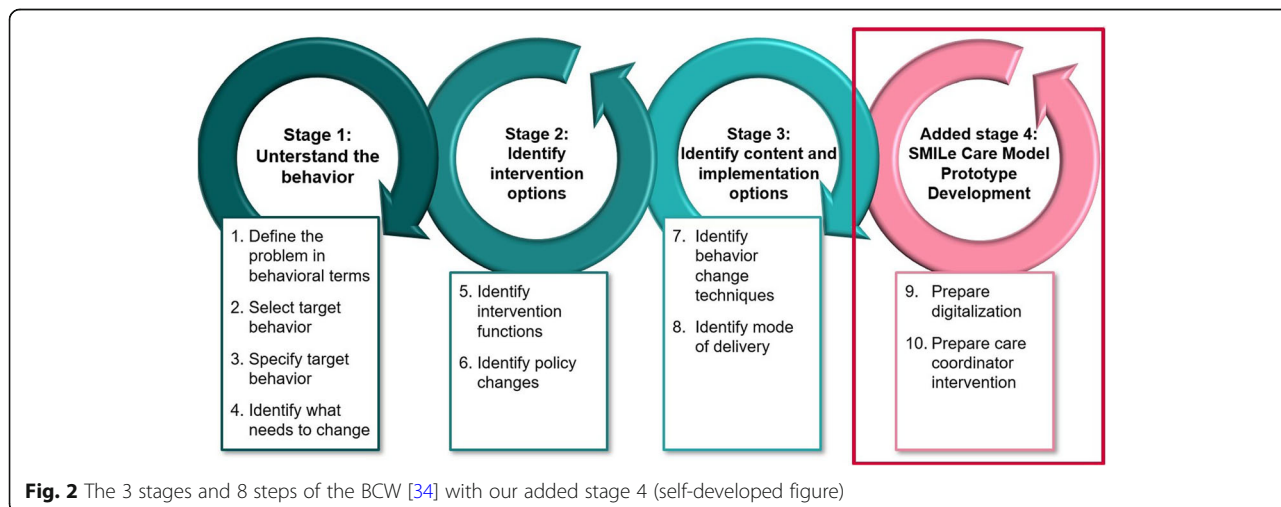 Stage 1:
Unterstand the
behavior
1. Define the
problem in
behavioral terms
2. Select target
behavior
3. Specify target
behavior
4. Identify what
needs to change
Stage 2:
Identify
intervention
options
5. Identify
intervention
functions
6. Identify policy
changes
Stage 3:
Identify content and
implementation
options
7. Identify
behavior
change
techniques
8. Identify mode
of delivery
Added stage 4:
SMILe Care Model
Prototype
Development
9. Prepare
digitalization
10. Prepare care
coordinator
intervention
Fig. 2 The 3 stages and 8 steps of the BCW [34] with our added stage 4 (self-developed figure)